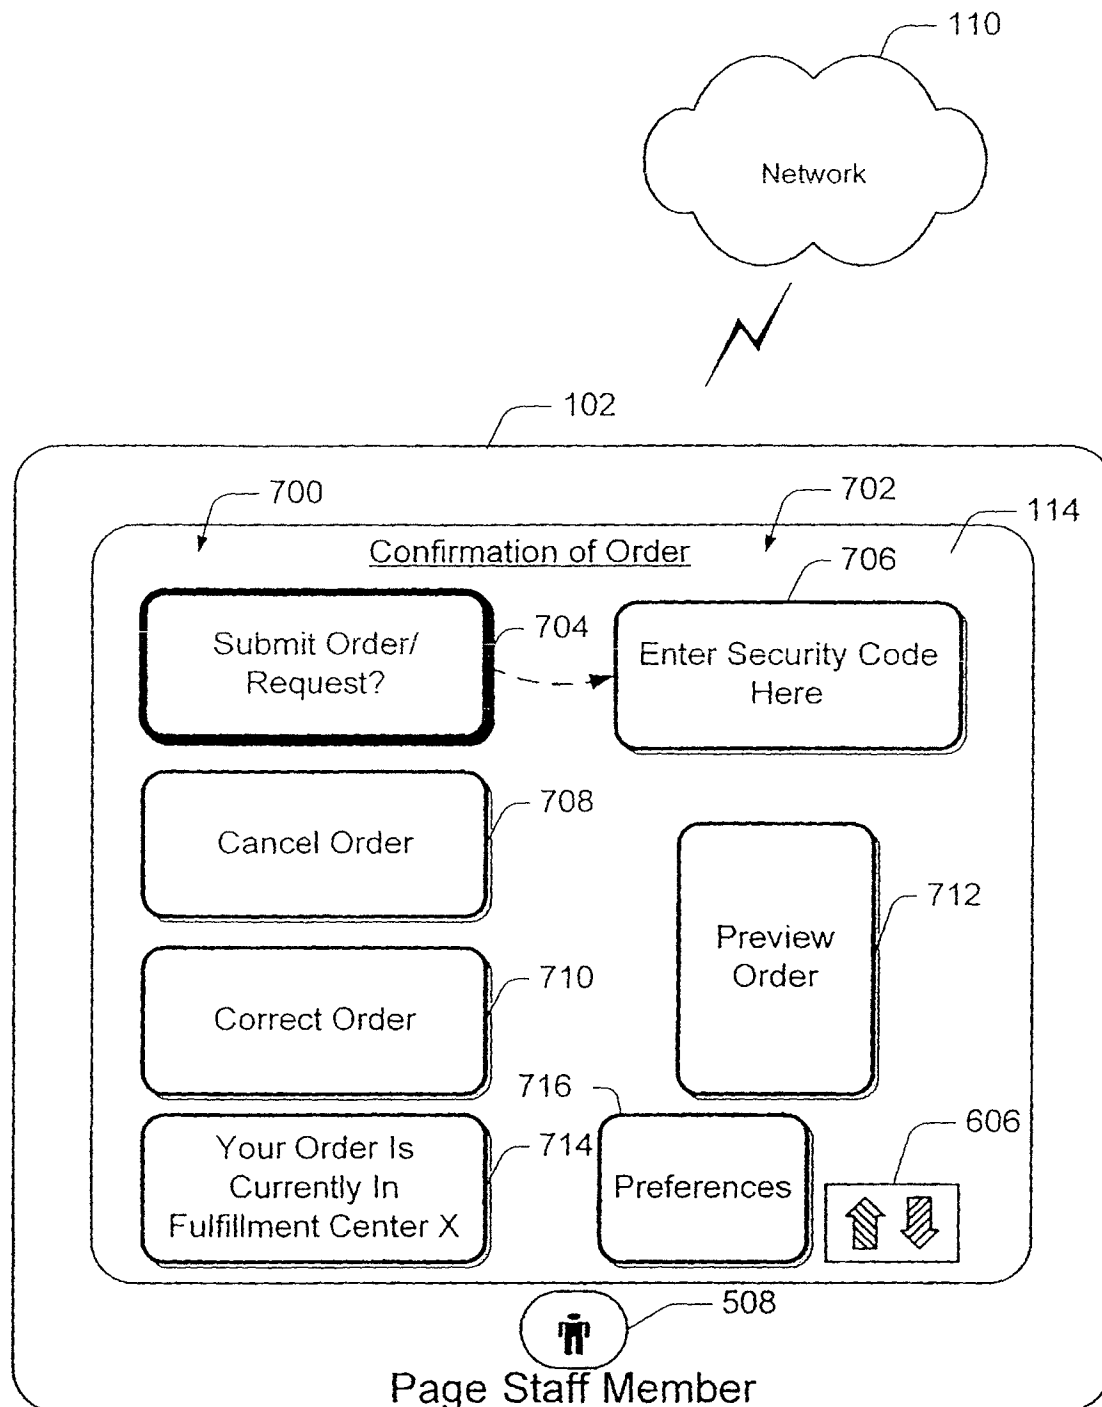 110
Network
102
700
702
114
Confirmation of Order
706
Submit Order/
Request?
704
Enter Security Code
Here
708
Cancel Order
Preview
Order
712
710
Correct Order
716
606
Your Order Is
Currently In
Fulfillment Center X
714
Preferences
508
Page Staff Member